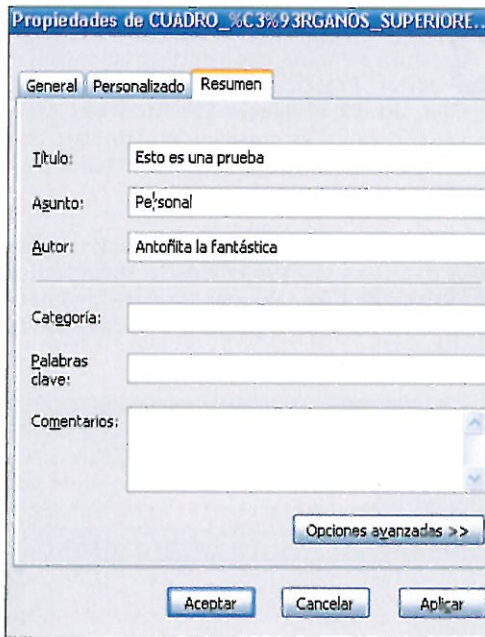 Propiedades de CUADRO_%C3%93RGANOS_SUPERIORE...
General Personalizado Resumen
Título: Esto es una prueba
Asunto: Personal
Autor: Antoñita la fantástica
Categoría:
Palabras
clave:
Comentarios:
Opciones avanzadas >>
Aceptar Cancelar Aplicar